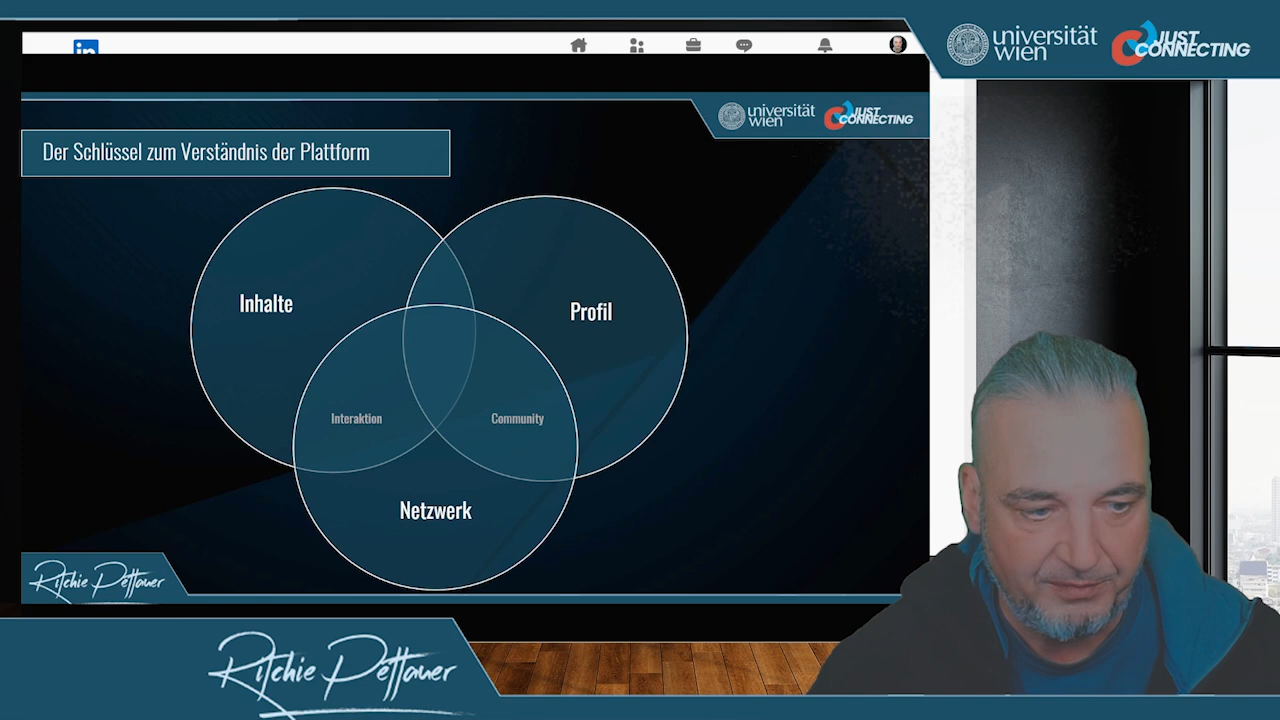 in
universität
wien
JUST
CONNECTING
universität
wien
JUST
CONNECTING
Der Schlüssel zum Verständnis der Plattform
Inhalte
Profil
Interaktion
Community
Netzwerk
Ritchie Pettauer
Ritchie Pettauer